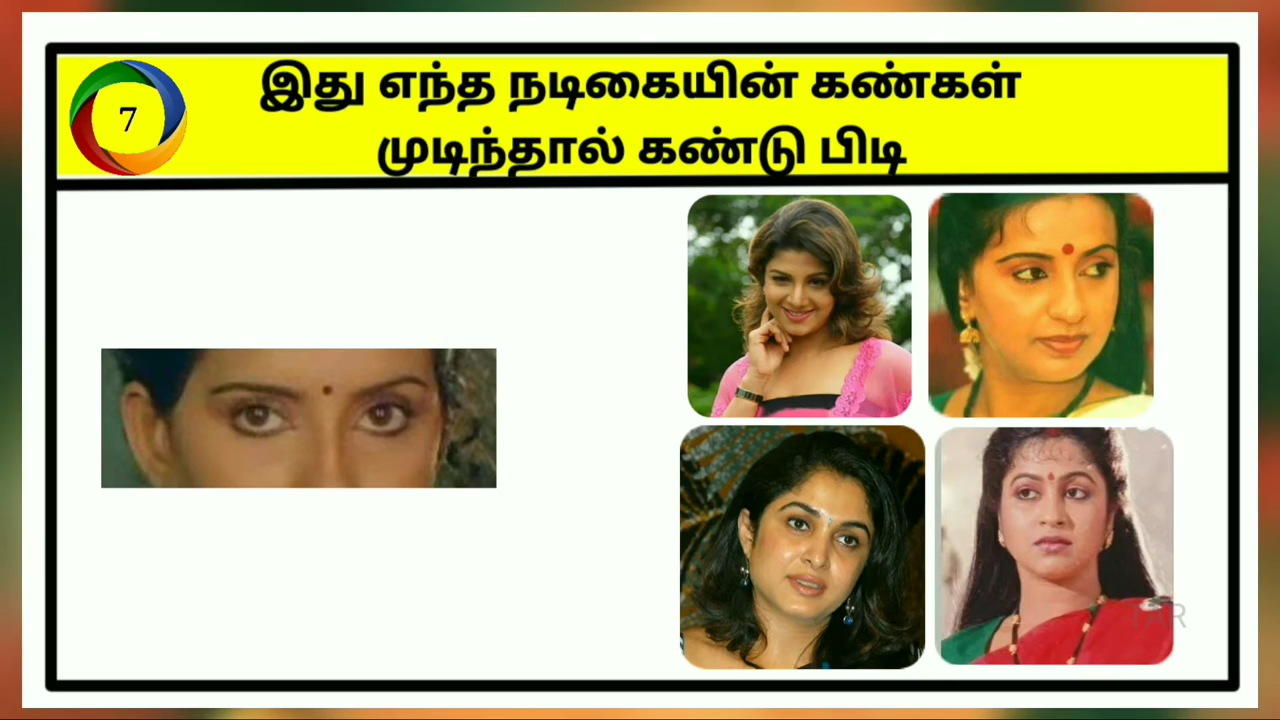 7
இது எந்த நடிகையின் கண்கள்
முடிந்தால் கண்டு பிடி